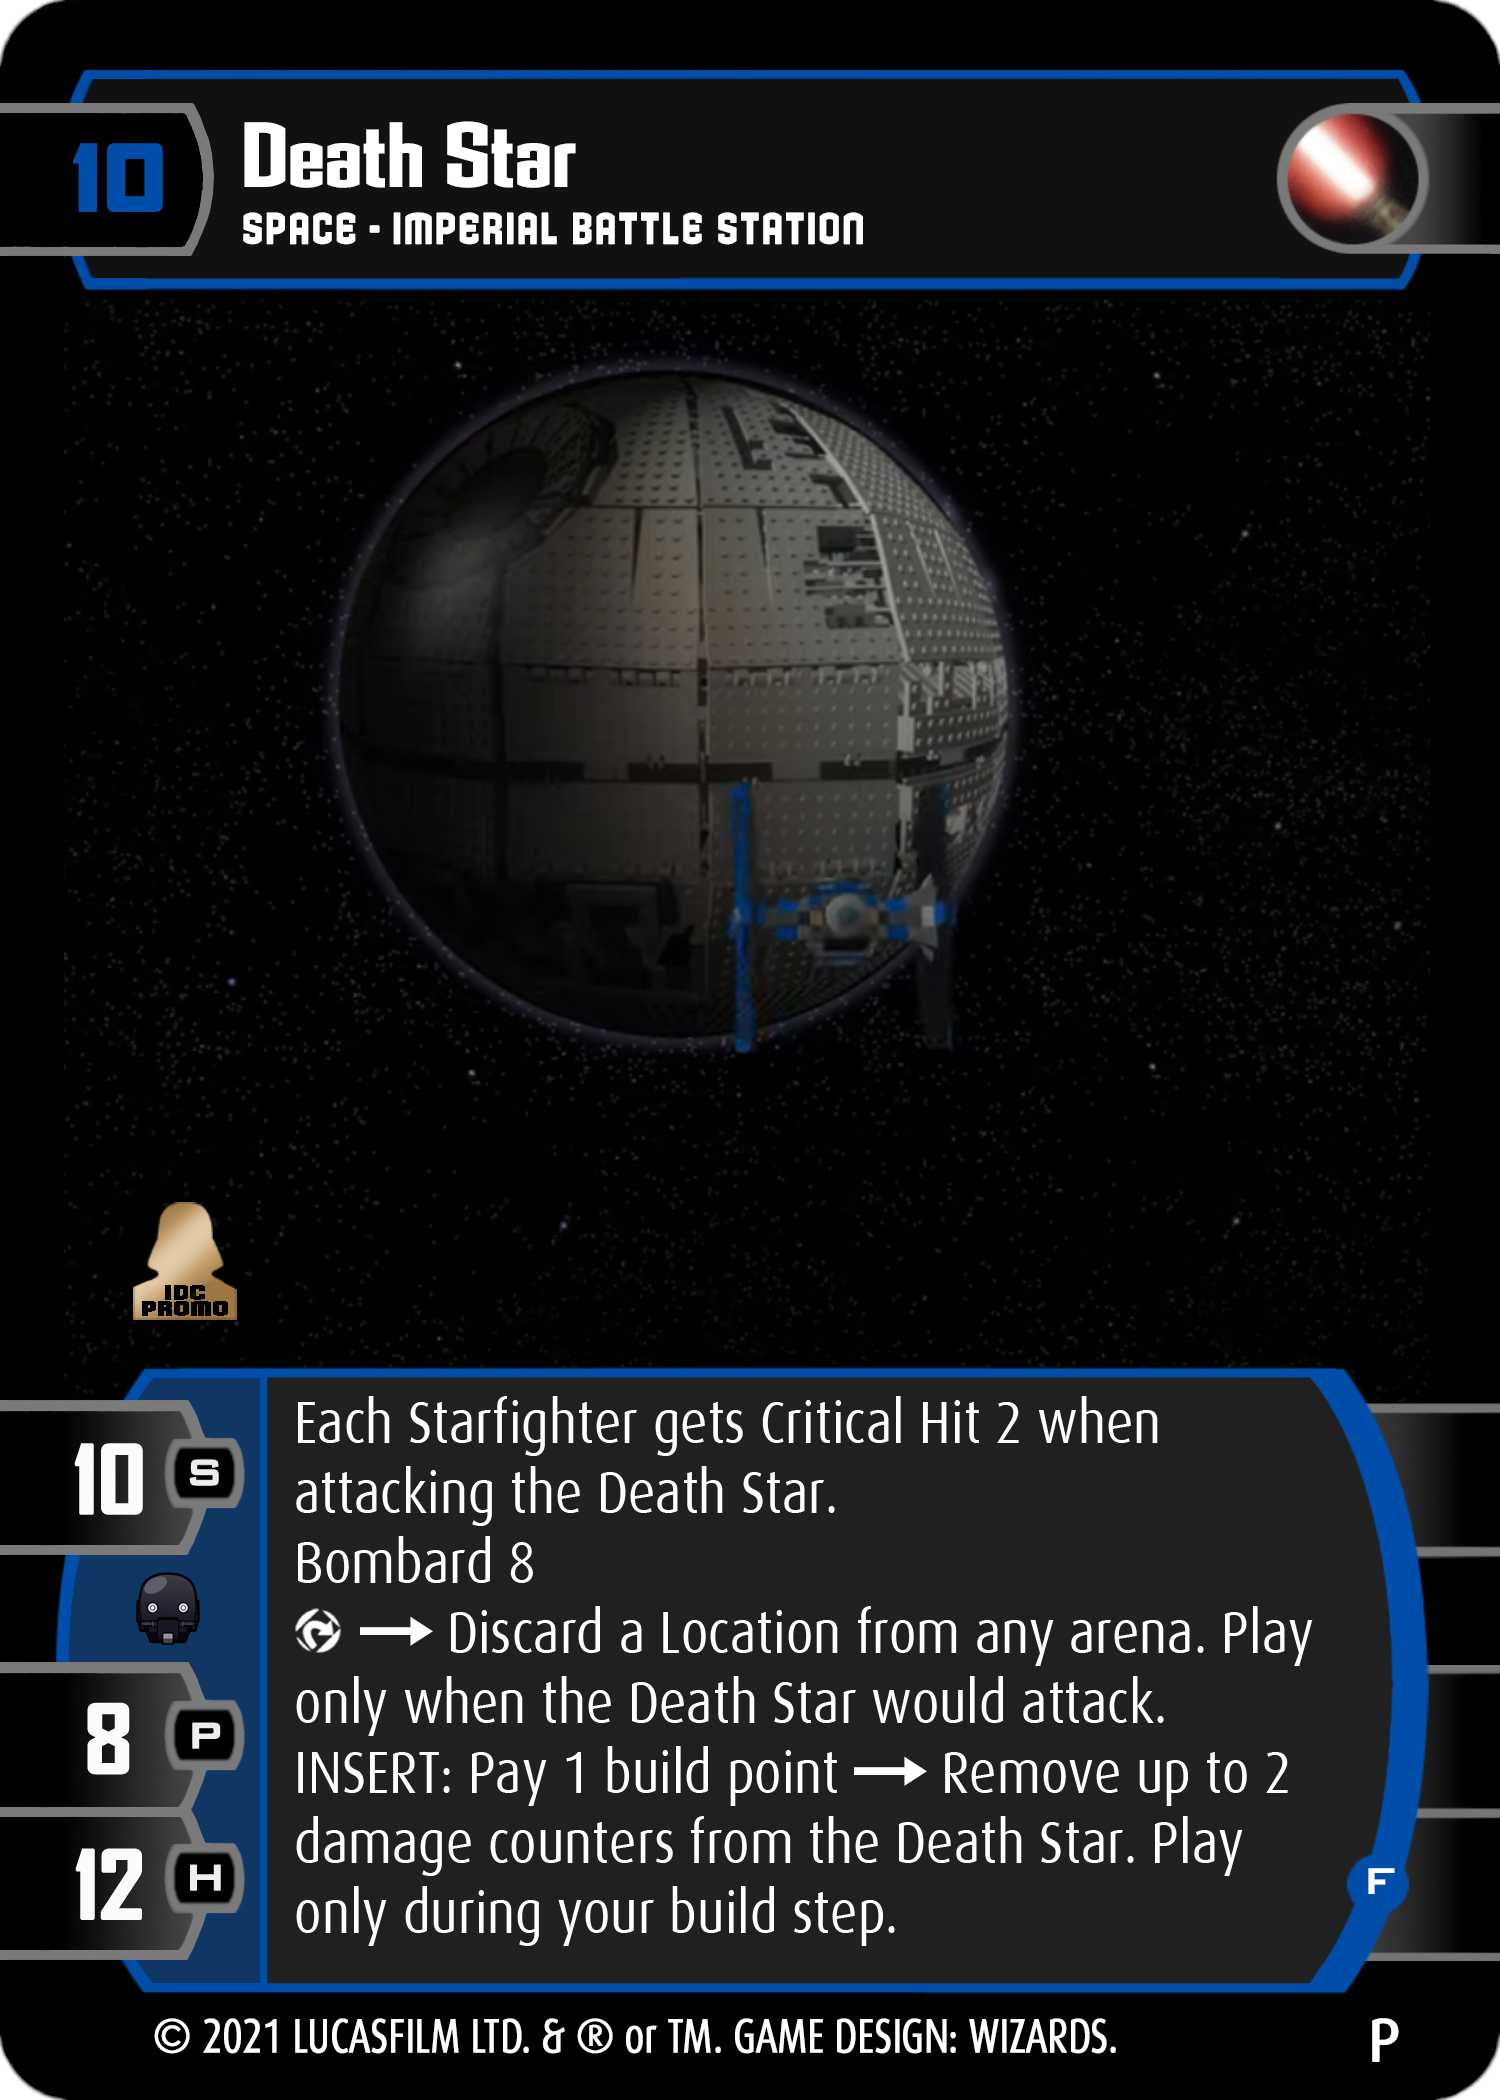 10
Death Star
SPACE - IMPERIAL BATTLE STATION
IDC
PROMO
10 S
8 P
12 H
Each Starfighter gets Critical Hit 2 when
attacking the Death Star.
Bombard 8
→ Discard a Location from any arena. Play
only when the Death Star would attack.
INSERT: Pay 1 build point → Remove up to 2
damage counters from the Death Star. Play
only during your build step.
F
© 2021 LUCASFILM LTD. & ® or TM. GAME DESIGN: WIZARDS.
P